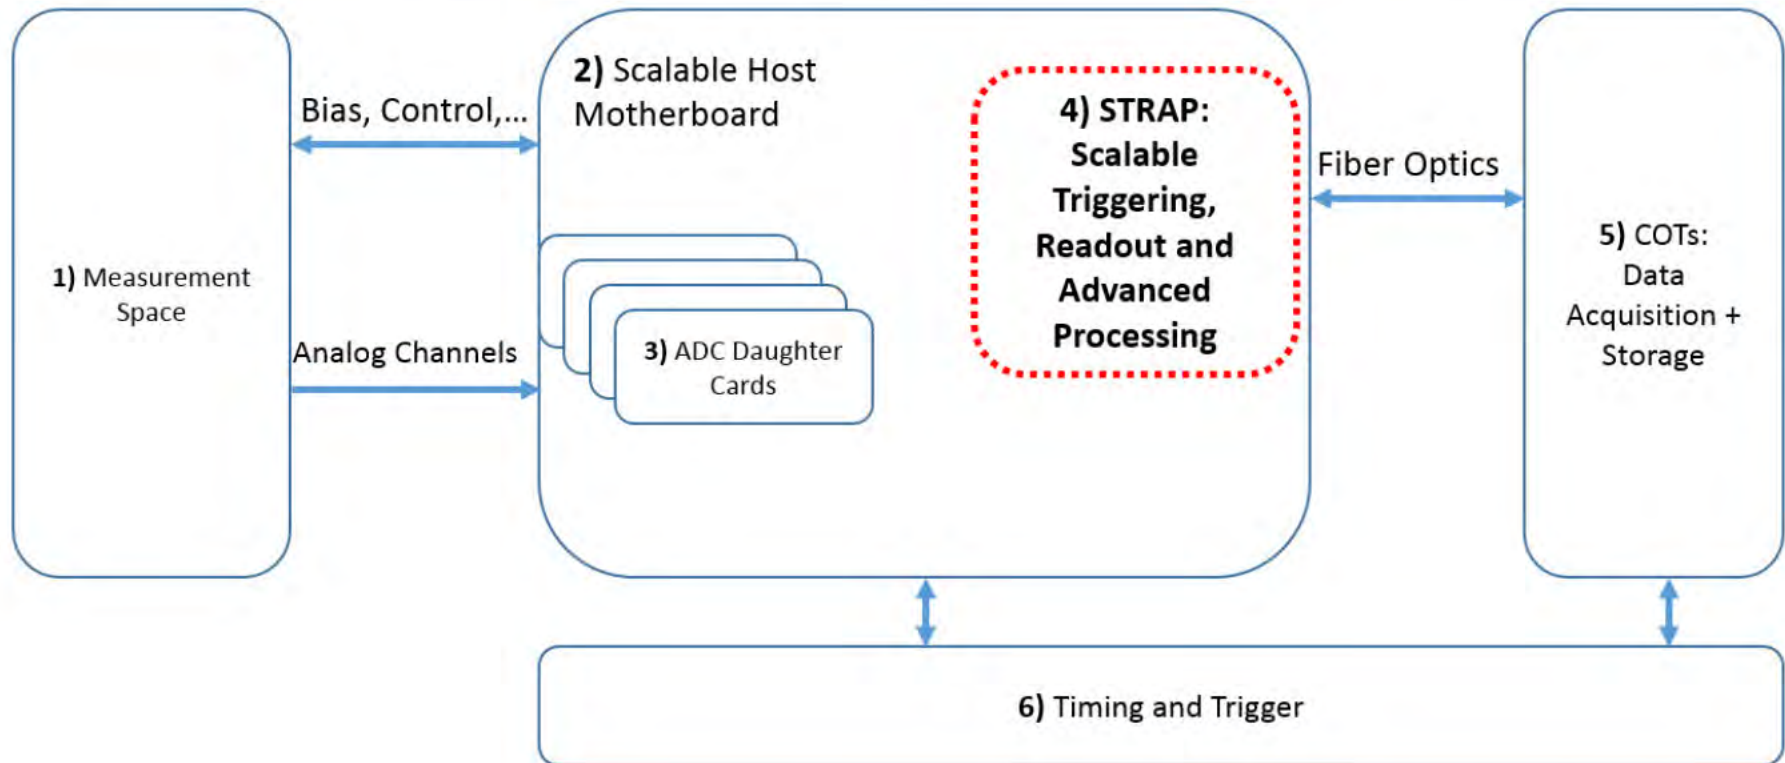 1) Measurement
Space
Bias, Control,...
Analog Channels
2) Scalable Host
Motherboard
3) ADC Daughter
Cards
4) STRAP:
Scalable
Triggering,
Readout and
Advanced
Processing
Fiber Optics
5) COTs:
Data
Acquisition +
Storage
6) Timing and Trigger